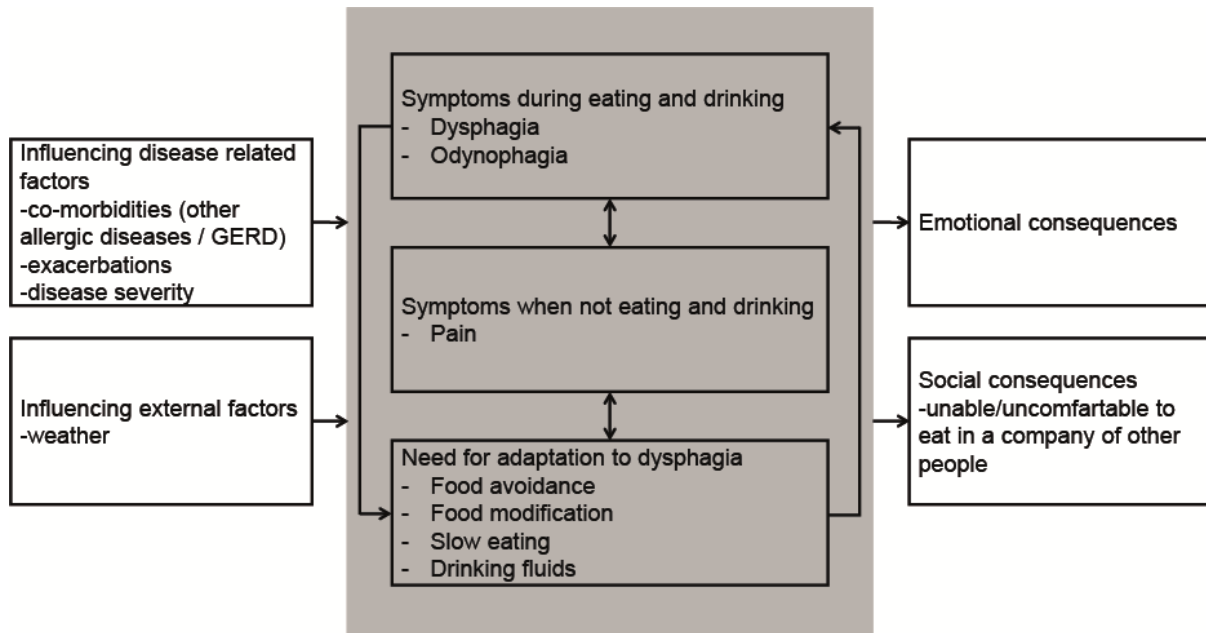 Influencing disease related
factors
-co-morbidities (other
allergic diseases / GERD)
-exacerbations
-disease severity
Influencing external factors
-weather
Symptoms during eating and drinking
- Dysphagia
- Odynophagia
Symptoms when not eating and drinking
- Pain
Need for adaptation to dysphagia
- Food avoidance
- Food modification
- Slow eating
- Drinking fluids
Emotional consequences
Social consequences
-unable/uncomfartable to
eat in a company of other
people